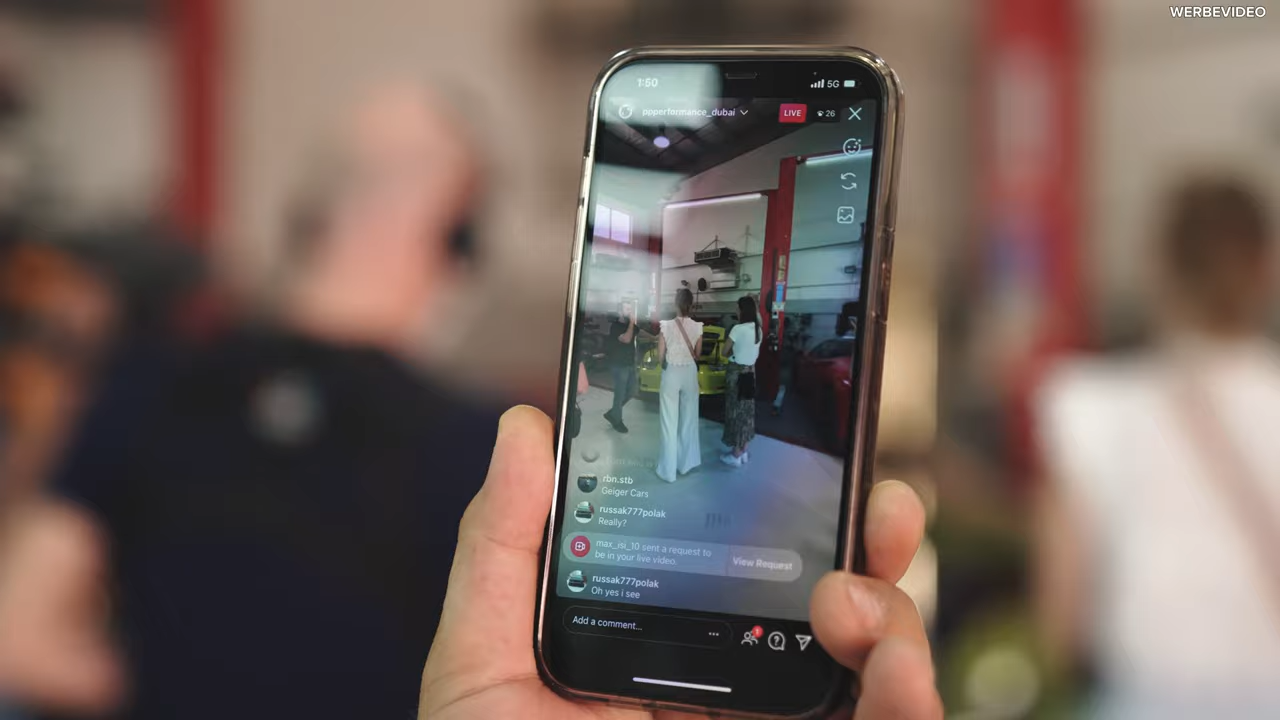 WERBEVIDEO
1:50
5G
ppperformance_dubai
LIVE
26
rbn.stb
Geiger Cars
russak777polak
Really?
max_isi_10 sent a request to
be in your live video.
View Request
russak777polak
Oh yes i see
Add a comment...
1